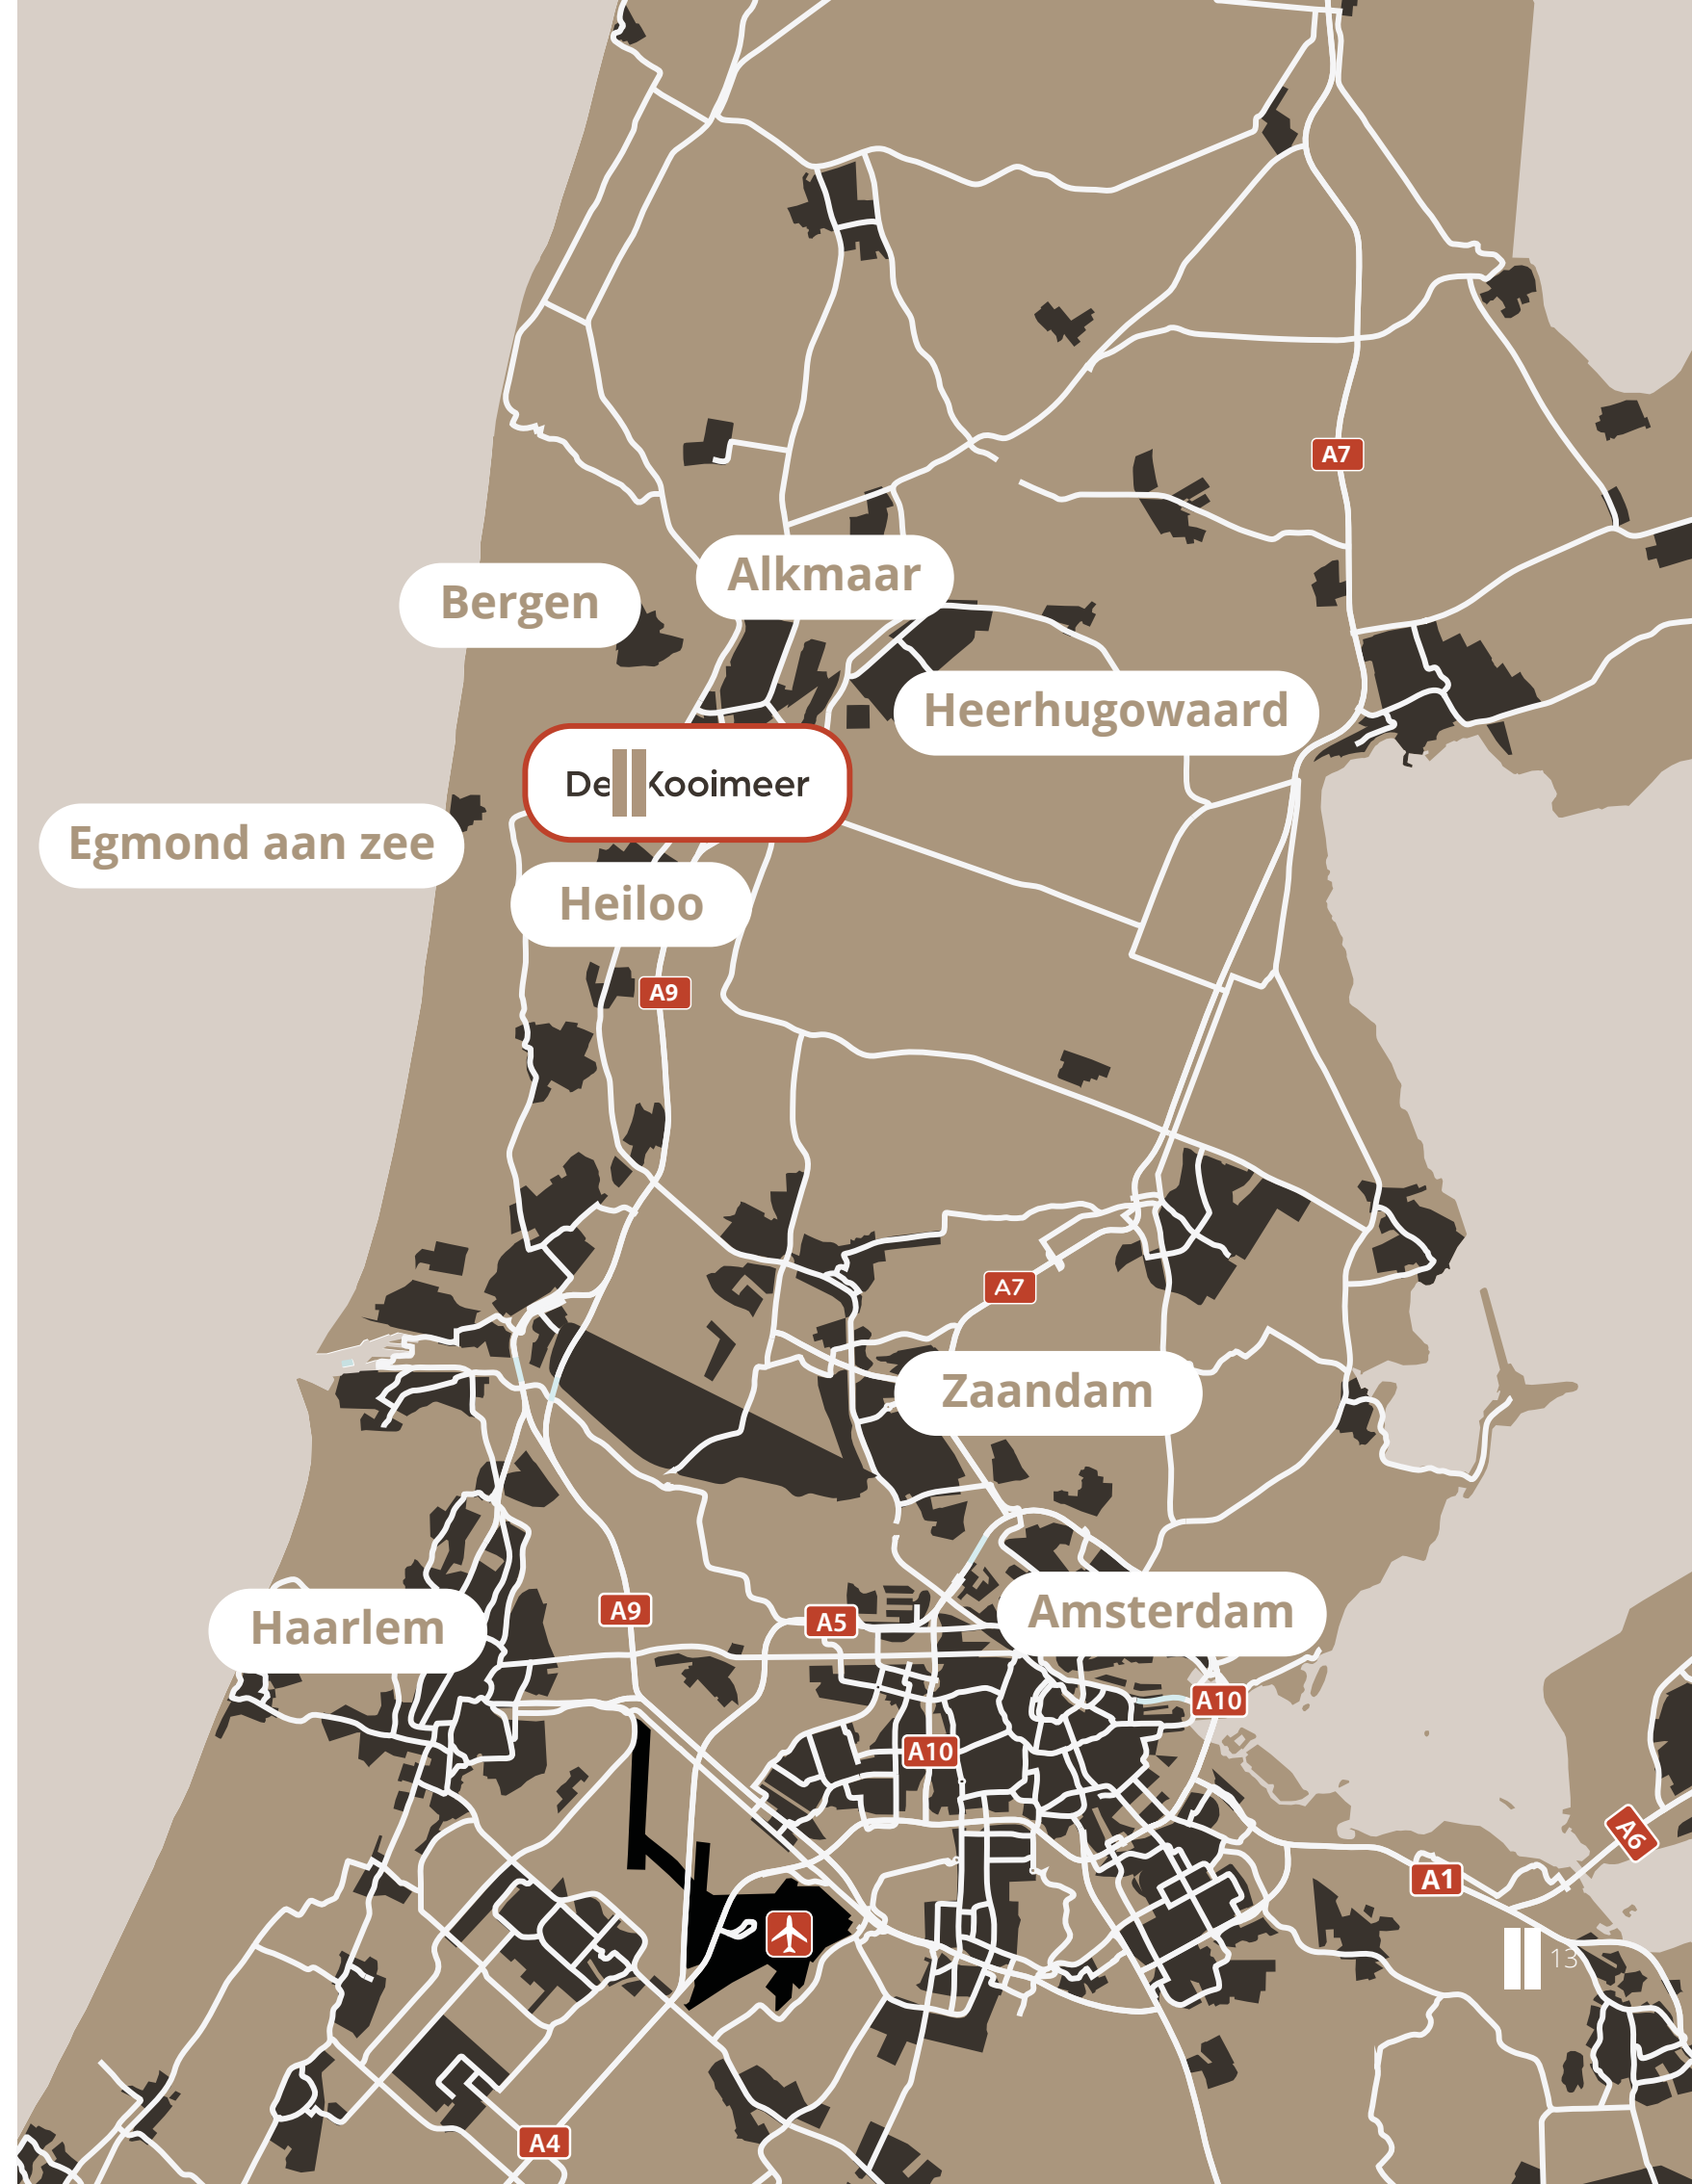 A7
Alkmaar
Bergen
Heerhugowaard
De Kooimeer
Egmond aan zee
Heiloo
A9
A7
Zaandam
A9
A5
Amsterdam
Haarlem
A10
A10
A6
A1
13
A4